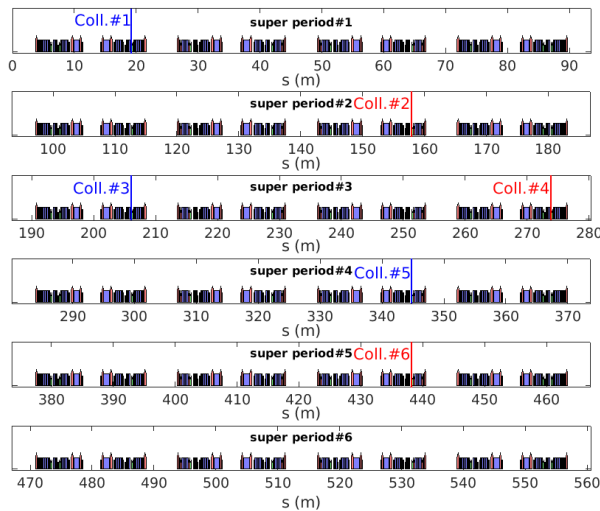 Coll.#1 super period#1
0 10 20 30 40 50 60 70 80 90
s (m)
super period#2 Coll.#2
100 110 120 130 140 150 160 170 180
s (m)
Coll.#3 super period#3 Coll.#4
190 200 210 220 230 240 250 260 270 280
s (m)
super period#4 Coll.#5
290 300 310 320 330 340 350 360 370
s (m)
super period#5 Coll.#6
380 390 400 410 420 430 440 450 460
s (m)
super period#6
470 480 490 500 510 520 530 540 550 560
s (m)